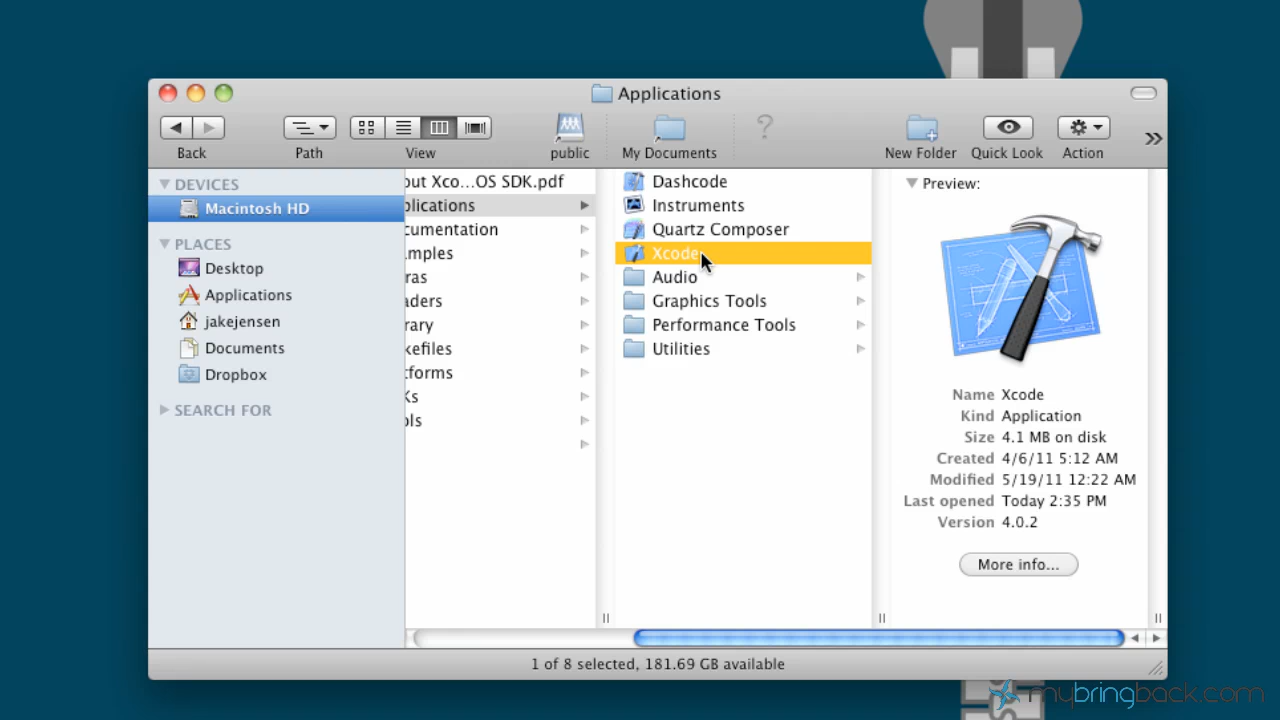 Applications
Back
Path
View
public
?
My Documents
New Folder
Quick Look
Action
»
DEVICES
Macintosh HD
PLACES
Desktop
Applications
jakejensen
Documents
Dropbox
SEARCH FOR
out Xco...OS SDK.pdf
plications
cumentation
mples
ras
aders
rary
kefiles
tforms
Ks
ols
Dashcode
Instruments
Quartz Composer
Xcode
Audio
Graphics Tools
Performance Tools
Utilities
Preview:
Name Xcode
Kind Application
Size 4.1 MB on disk
Created 4/6/11 5:12 AM
Modified 5/19/11 12:22 AM
Last opened Today 2:35 PM
Version 4.0.2
More info...
1 of 8 selected, 181.69 GB available
mybringback.com